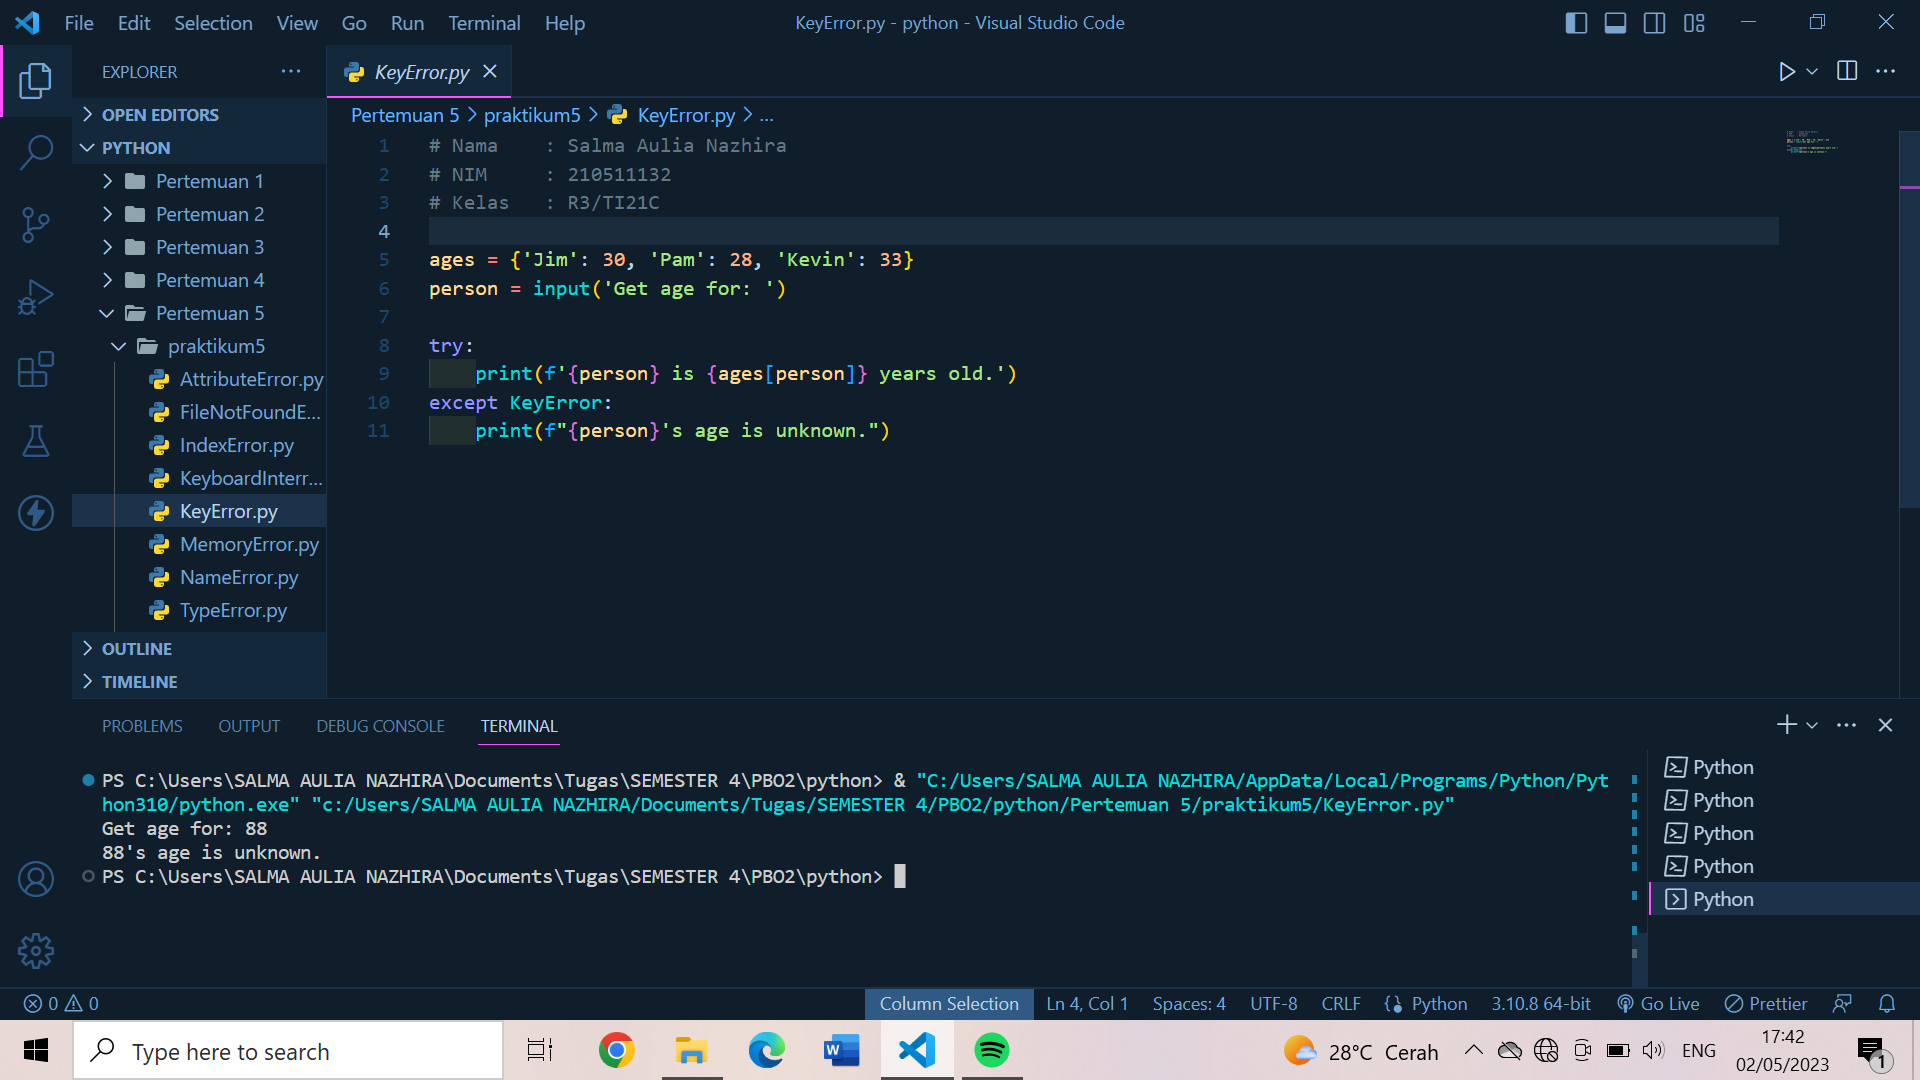 File Edit Selection View Go Run Terminal Help
KeyError.py - python - Visual Studio Code
EXPLORER
OPEN EDITORS
PYTHON
Pertemuan 1
Pertemuan 2
Pertemuan 3
Pertemuan 4
Pertemuan 5
praktikum5
AttributeError.py
FileNotFoundE...
IndexError.py
KeyboardInterr...
KeyError.py
MemoryError.py
NameError.py
TypeError.py
OUTLINE
TIMELINE
KeyError.py
Pertemuan 5 > praktikum5 > KeyError.py > ...
1 # Nama    : Salma Aulia Nazhira
2 # NIM     : 210511132
3 # Kelas   : R3/TI21C
4
5 ages = {'Jim': 30, 'Pam': 28, 'Kevin': 33}
6 person = input('Get age for: ')
7
8 try:
9     print(f'{person} is {ages[person]} years old.')
10 except KeyError:
11     print(f"{person}'s age is unknown.")
PROBLEMS OUTPUT DEBUG CONSOLE TERMINAL
PS C:\Users\SALMA AULIA NAZHIRA\Documents\Tugas\SEMESTER 4\PBO2\python> & "C:/Users/SALMA AULIA NAZHIRA/AppData/Local/Programs/Python/Pyt
hon310/python.exe" "c:/Users/SALMA AULIA NAZHIRA/Documents/Tugas/SEMESTER 4/PBO2/python/Pertemuan 5/praktikum5/KeyError.py"
Get age for: 88
88's age is unknown.
PS C:\Users\SALMA AULIA NAZHIRA\Documents\Tugas\SEMESTER 4\PBO2\python>
Python
Python
Python
Python
Python
0 0 Column Selection Ln 4, Col 1 Spaces: 4 UTF-8 CRLF Python 3.10.8 64-bit Go Live Prettier
Type here to search
28°C Cerah
ENG
17:42
02/05/2023
1